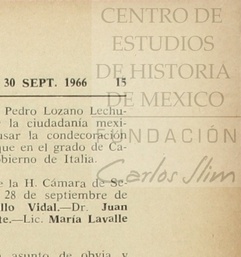 CENTRO DE
ESTUDIOS
DE HISTORIA
DE MEXICO
FUNDACIÓN
Carlos Slim
30 SEPT. 1966 15
Pedro Lozano Lechu-
la ciudadanía mexi-
usar la condecoración
que en el grado de Ca-
obierno de Italia.
e la H. Cámara de Se-
28 de septiembre de
llo Vidal.—Dr. Juan
te.—Lic. María Lavalle
asunto de obvia y